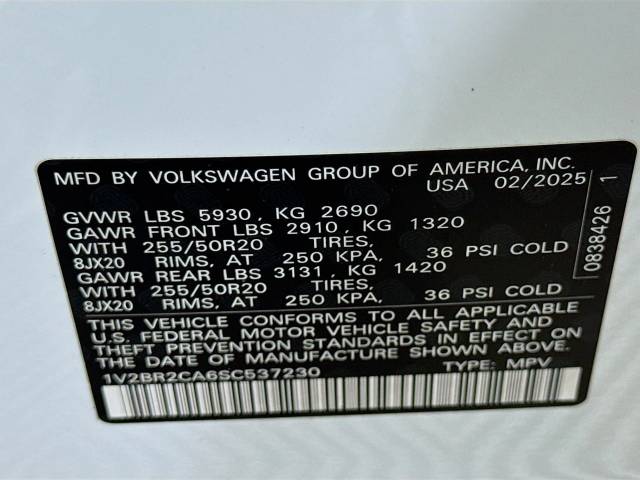 MFD BY VOLKSWAGEN GROUP OF AMERICA, INC.
USA 02/2025
GVWR LBS 5930, KG 2690
GAWR FRONT LBS 2910, KG 1320
WITH 255/50R20 TIRES,
8JX20 RIMS, AT 250 KPA, 36 PSI COLD
GAWR REAR LBS 3131, KG 1420
WITH 255/50R20 TIRES,
8JX20 RIMS, AT 250 KPA, 36 PSI COLD
THIS VEHICLE CONFORMS TO ALL APPLICABLE
U.S. FEDERAL MOTOR VEHICLE SAFETY AND
THEFT PREVENTION STANDARDS IN EFFECT ON
THE DATE OF MANUFACTURE SHOWN ABOVE.
1V2BR2CA6SC537230 TYPE: MPV
0838426 1